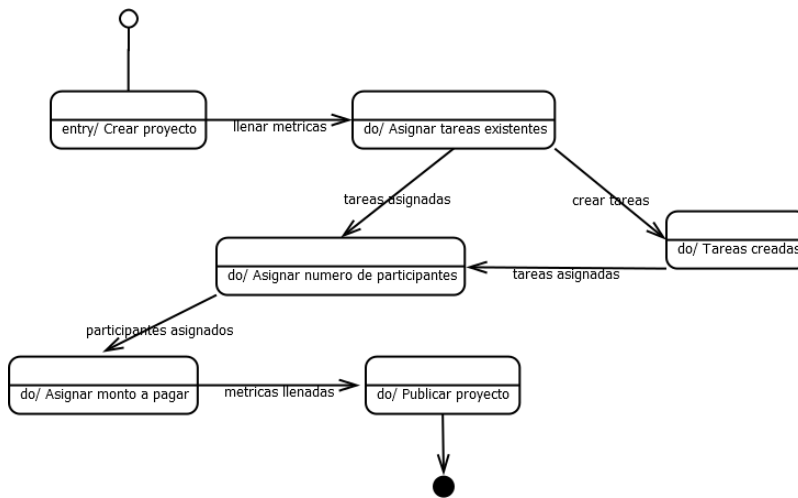 entry/ Crear proyecto
llenar metricas
do/ Asignar tareas existentes
tareas asignadas
crear tareas
do/ Tareas creadas
do/ Asignar numero de participantes
tareas asignadas
participantes asignados
do/ Asignar monto a pagar
metricas llenadas
do/ Publicar proyecto